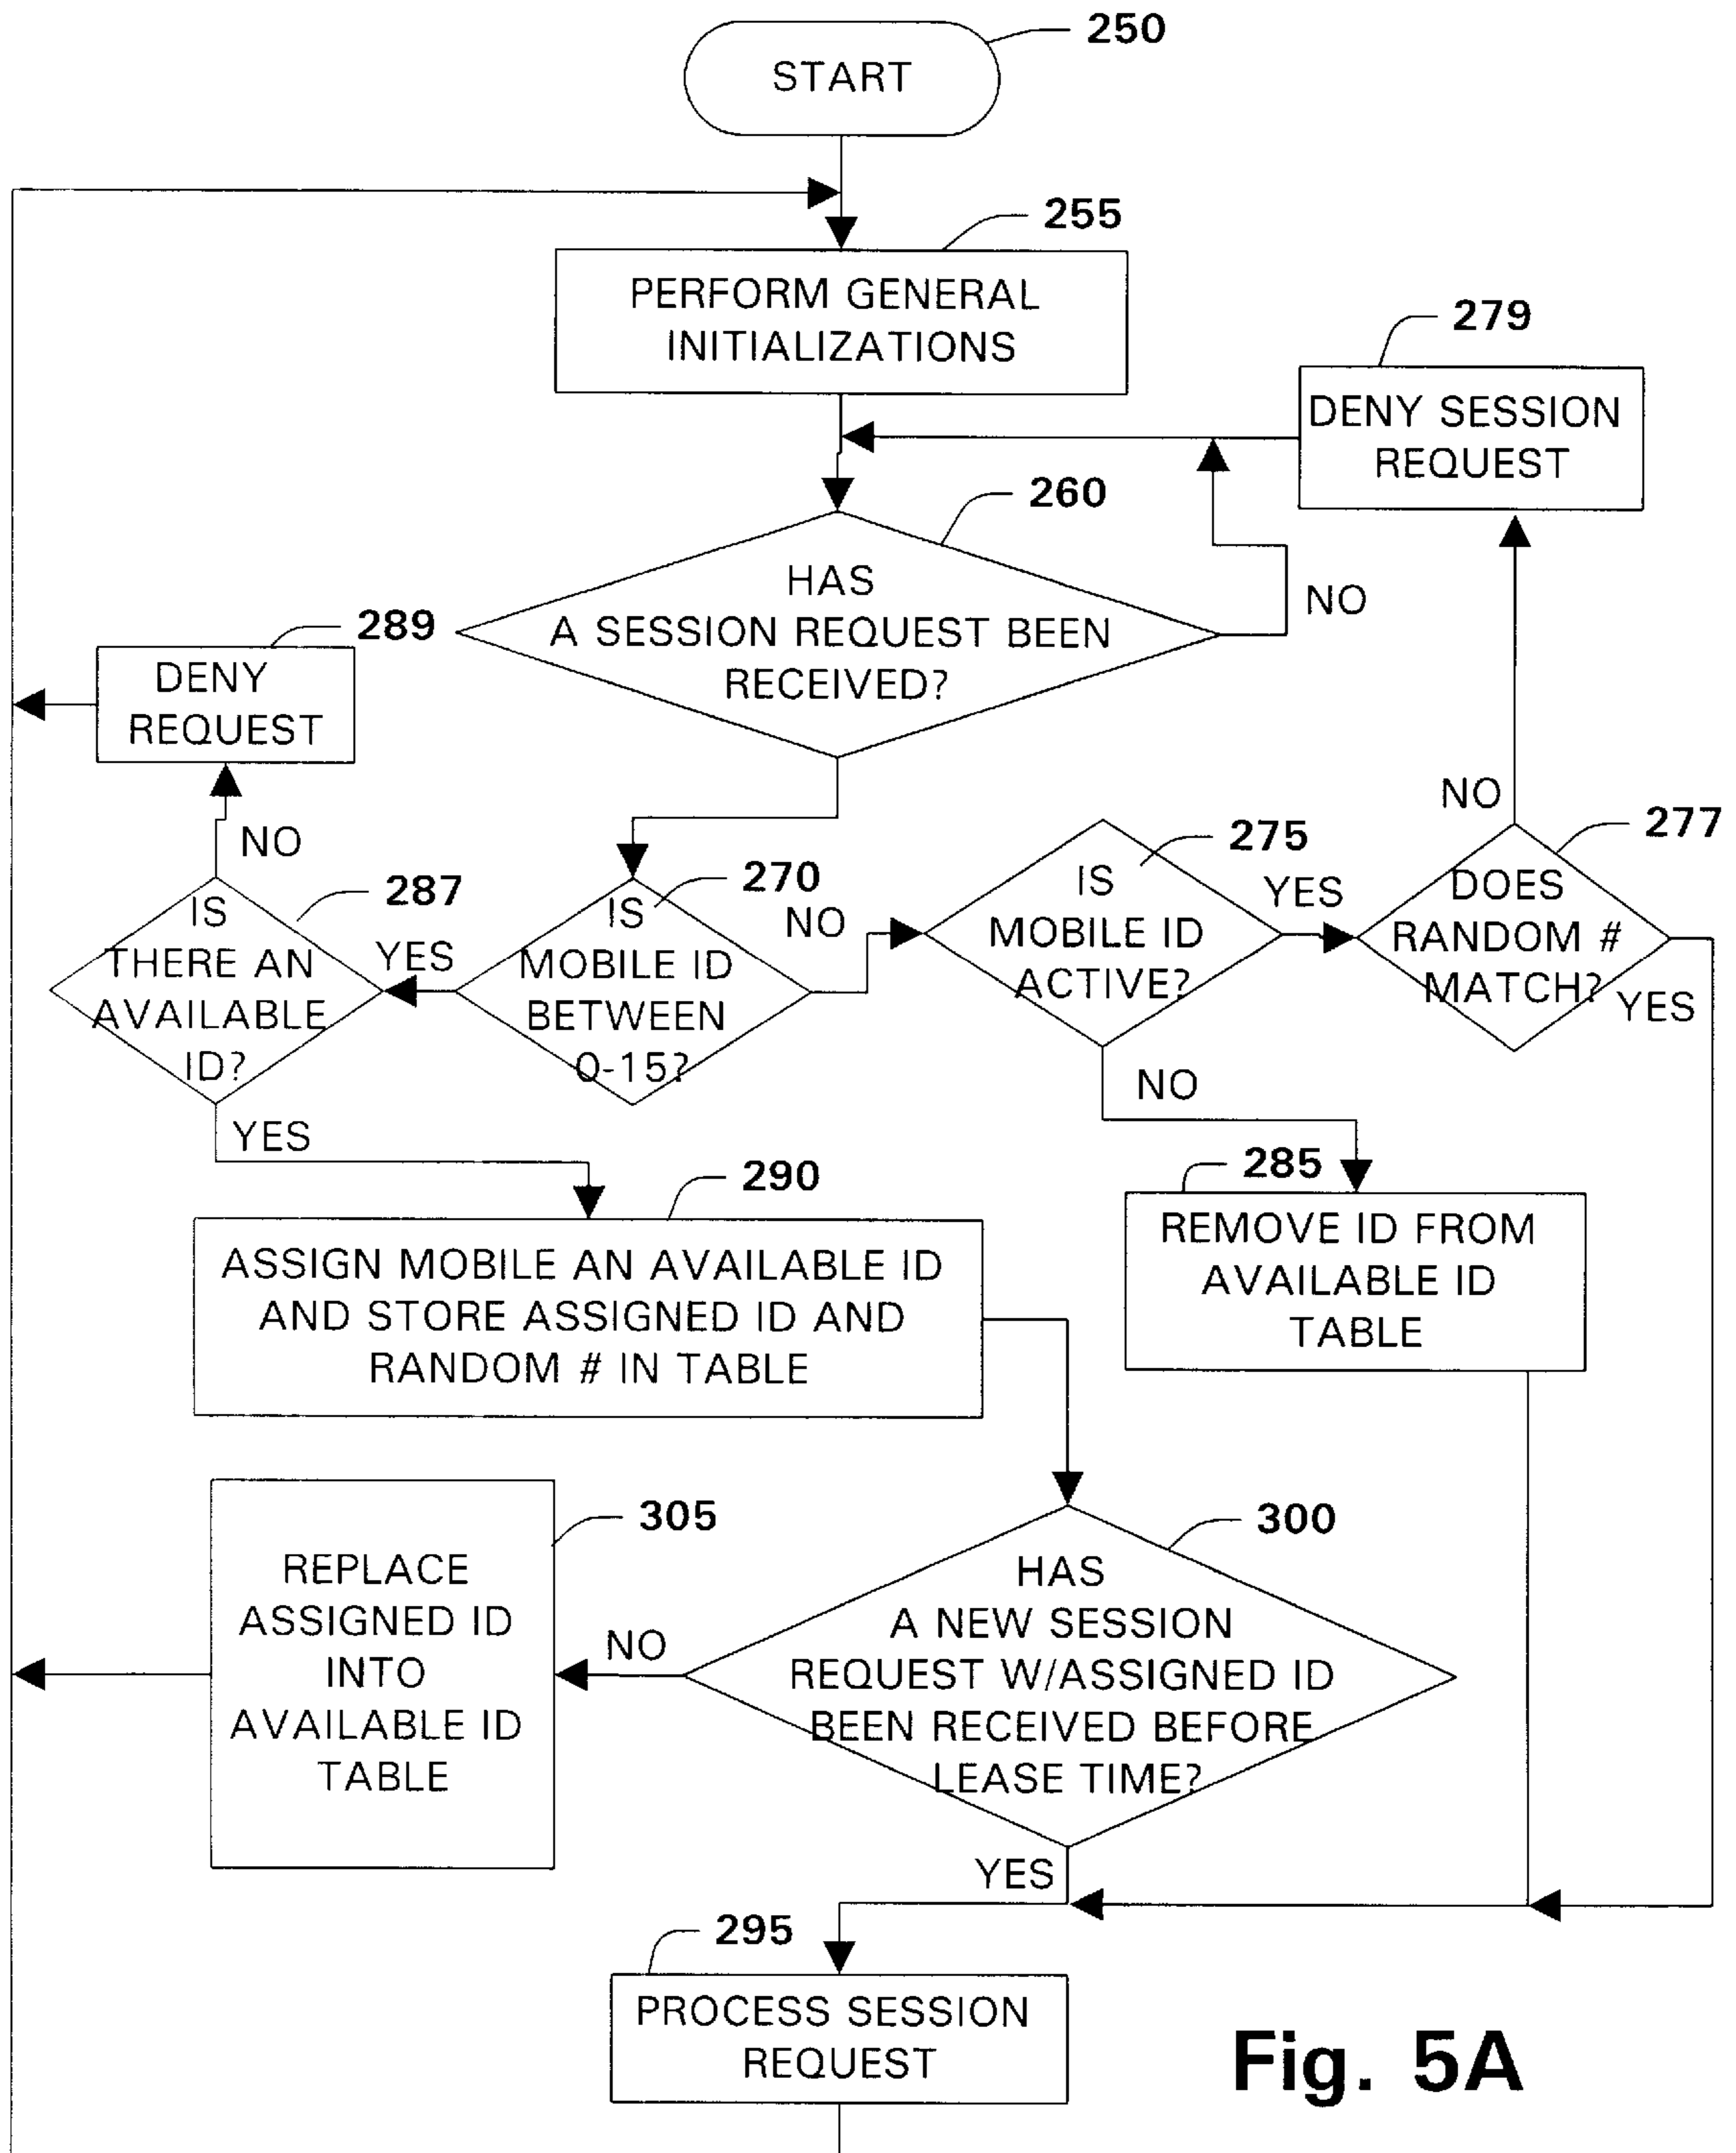 250
START
255
PERFORM GENERAL
INITIALIZATIONS
279
DENY SESSION
REQUEST
260
HAS
A SESSION REQUEST BEEN
RECEIVED?
NO
289
DENY
REQUEST
NO
287
IS
THERE AN
AVAILABLE
ID?
YES
270
IS
MOBILE ID
BETWEEN
0-15?
NO
275
IS
MOBILE ID
ACTIVE?
YES
NO
277
DOES
RANDOM #
MATCH?
YES
NO
YES
290
ASSIGN MOBILE AN AVAILABLE ID
AND STORE ASSIGNED ID AND
RANDOM # IN TABLE
285
REMOVE ID FROM
AVAILABLE ID
TABLE
305
REPLACE
ASSIGNED ID
INTO
AVAILABLE ID
TABLE
NO
300
HAS
A NEW SESSION
REQUEST W/ASSIGNED ID
BEEN RECEIVED BEFORE
LEASE TIME?
YES
295
PROCESS SESSION
REQUEST
Fig. 5A